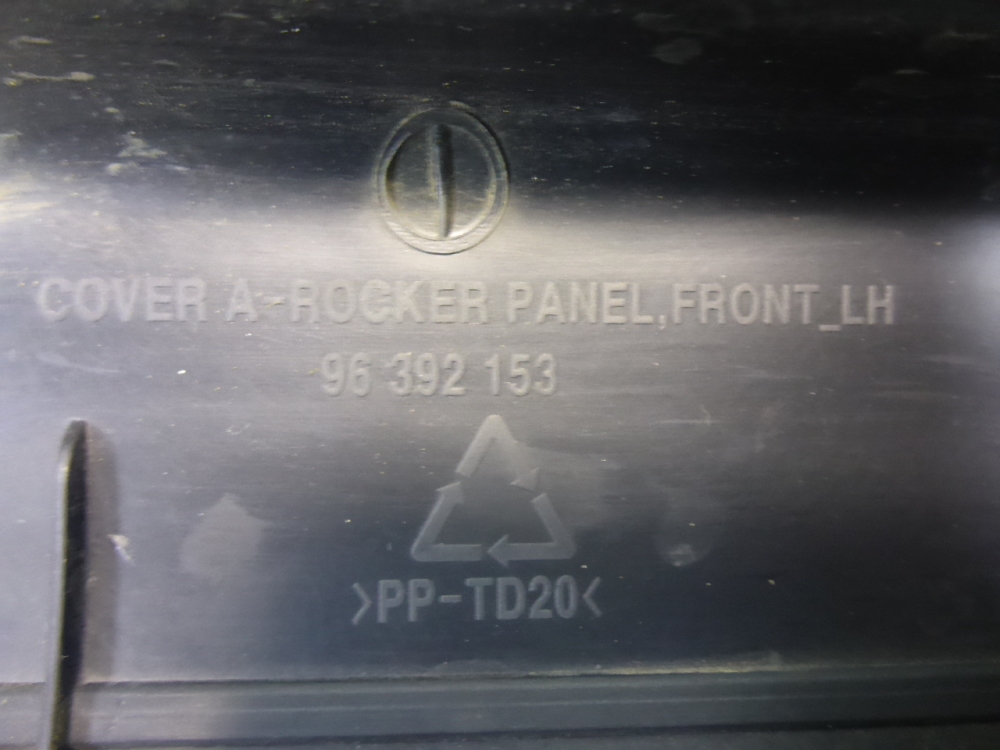 COVER A-ROCKER PANEL,FRONT_LH
96 392 153
>PP-TD20<